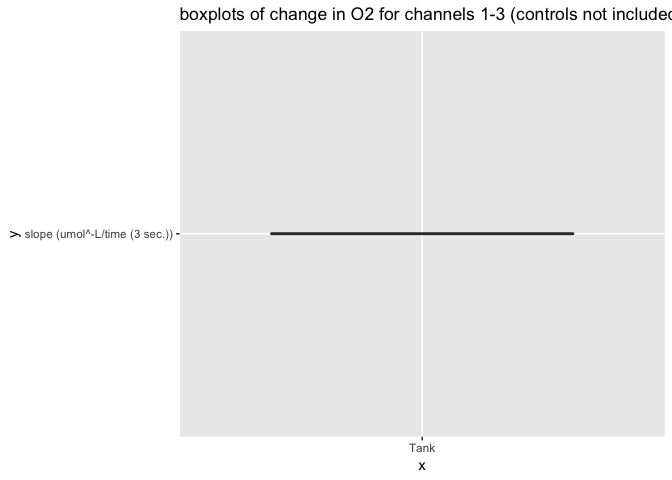 boxplots of change in O2 for channels 1-3 (controls not included
y
slope (umol^-L/time (3 sec.))
Tank
x